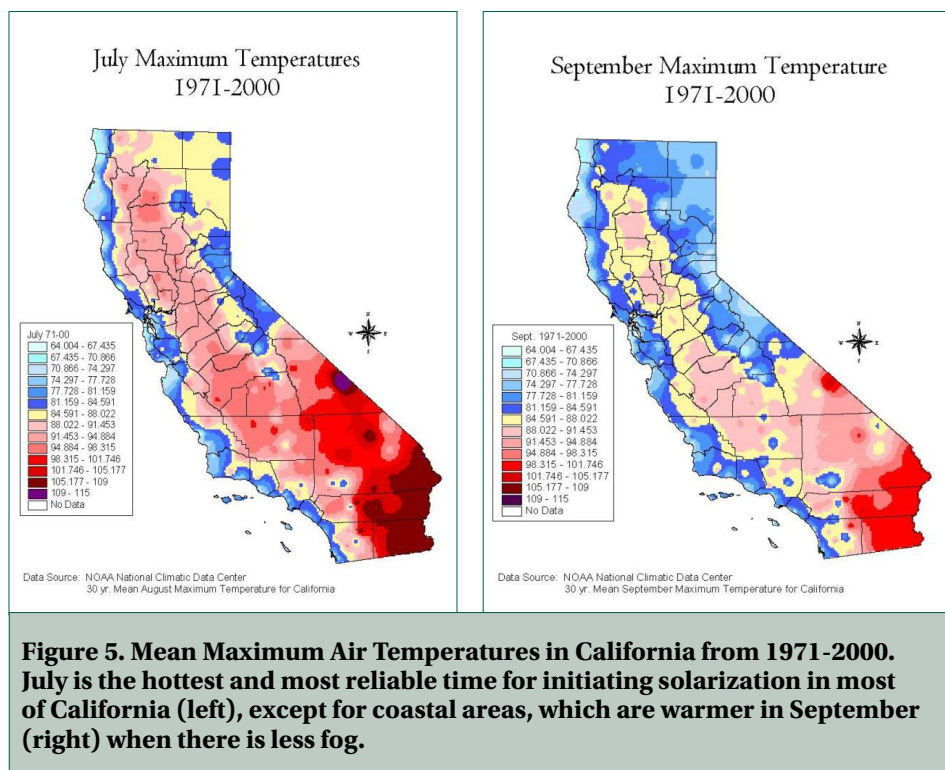 July Maximum Temperatures
1971-2000
July 71-00
64.004 - 67.435
67.435 - 70.866
70.866 - 74.297
74.297 - 77.728
77.728 - 81.159
81.159 - 84.591
84.591 - 88.022
88.022 - 91.453
91.453 - 94.884
94.884 - 98.315
98.315 - 101.746
101.746 - 105.177
105.177 - 109
109 - 115
No Data
N
W
E
Data Source: NOAA National Climatic Data Center
30 yr. Mean August Maximum Temperature for California
September Maximum Temperature
1971-2000
Sept. 1971-2000
64.004 - 67.435
67.435 - 70.866
70.866 - 74.297
74.297 - 77.728
77.728 - 81.159
81.159 - 84.591
84.591 - 88.022
88.022 - 91.453
91.453 - 94.884
94.884 - 98.315
98.315 - 101.746
101.746 - 105.177
105.177 - 109
109 - 115
No Data
N
W
E
Data Source: NOAA National Climatic Data Center
30 yr. Mean September Maximum Temperature for California
Figure 5. Mean Maximum Air Temperatures in California from 1971-2000.
July is the hottest and most reliable time for initiating solarization in most
of California (left), except for coastal areas, which are warmer in September
(right) when there is less fog.